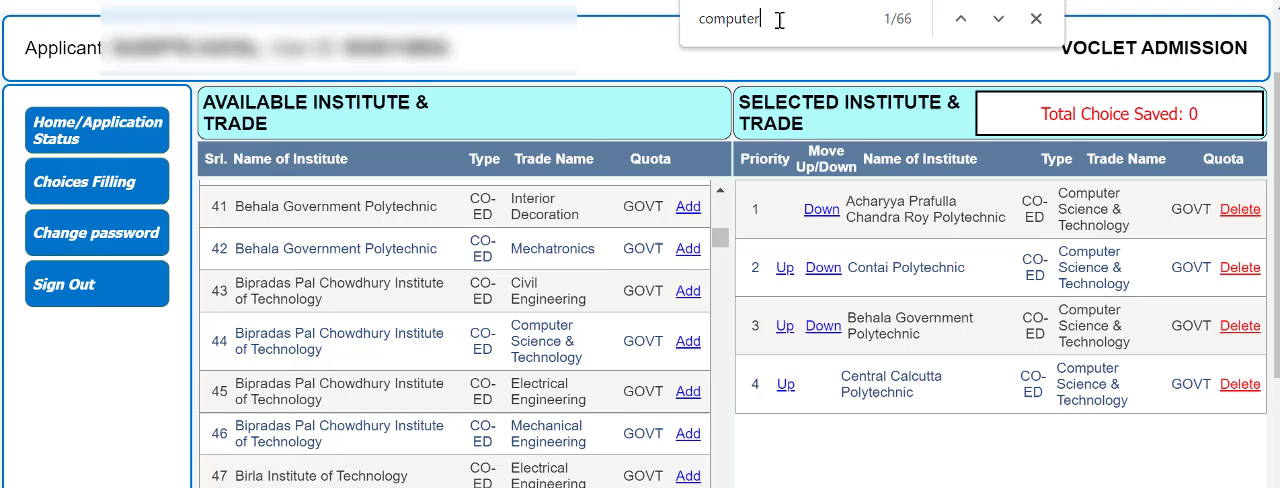 computer 1/66
Applicant
VOCLET ADMISSION
Home/Application
Status
Choices Filling
Change password
Sign Out
AVAILABLE INSTITUTE &
TRADE
Srl. Name of Institute Type Trade Name Quota
41 Behala Government Polytechnic CO-ED Interior Decoration GOVT Add
42 Behala Government Polytechnic CO-ED Mechatronics GOVT Add
43 Bipradas Pal Chowdhury Institute of Technology CO-ED Civil Engineering GOVT Add
44 Bipradas Pal Chowdhury Institute of Technology CO-ED Computer Science & Technology GOVT Add
45 Bipradas Pal Chowdhury Institute of Technology CO-ED Electrical Engineering GOVT Add
46 Bipradas Pal Chowdhury Institute of Technology CO-ED Mechanical Engineering GOVT Add
47 Birla Institute of Technology CO-ED Electrical Engineering GOVT Add
SELECTED INSTITUTE &
TRADE
Total Choice Saved: 0
Priority Move Up/Down Name of Institute Type Trade Name Quota
1 Down Acharyya Prafulla Chandra Roy Polytechnic CO-ED Computer Science & Technology GOVT Delete
2 Up Down Contai Polytechnic CO-ED Computer Science & Technology GOVT Delete
3 Up Down Behala Government Polytechnic CO-ED Computer Science & Technology GOVT Delete
4 Up Central Calcutta Polytechnic CO-ED Computer Science & Technology GOVT Delete